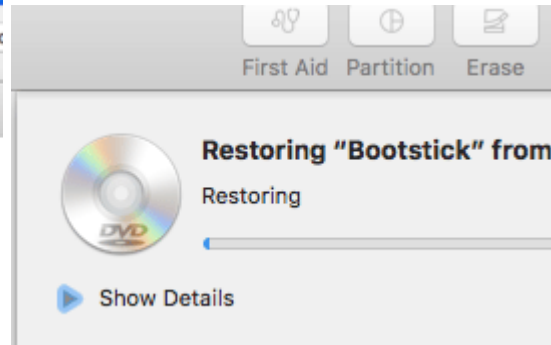 First Aid Partition Erase
Restoring "Bootstick" from
Restoring
DVD
Show Details